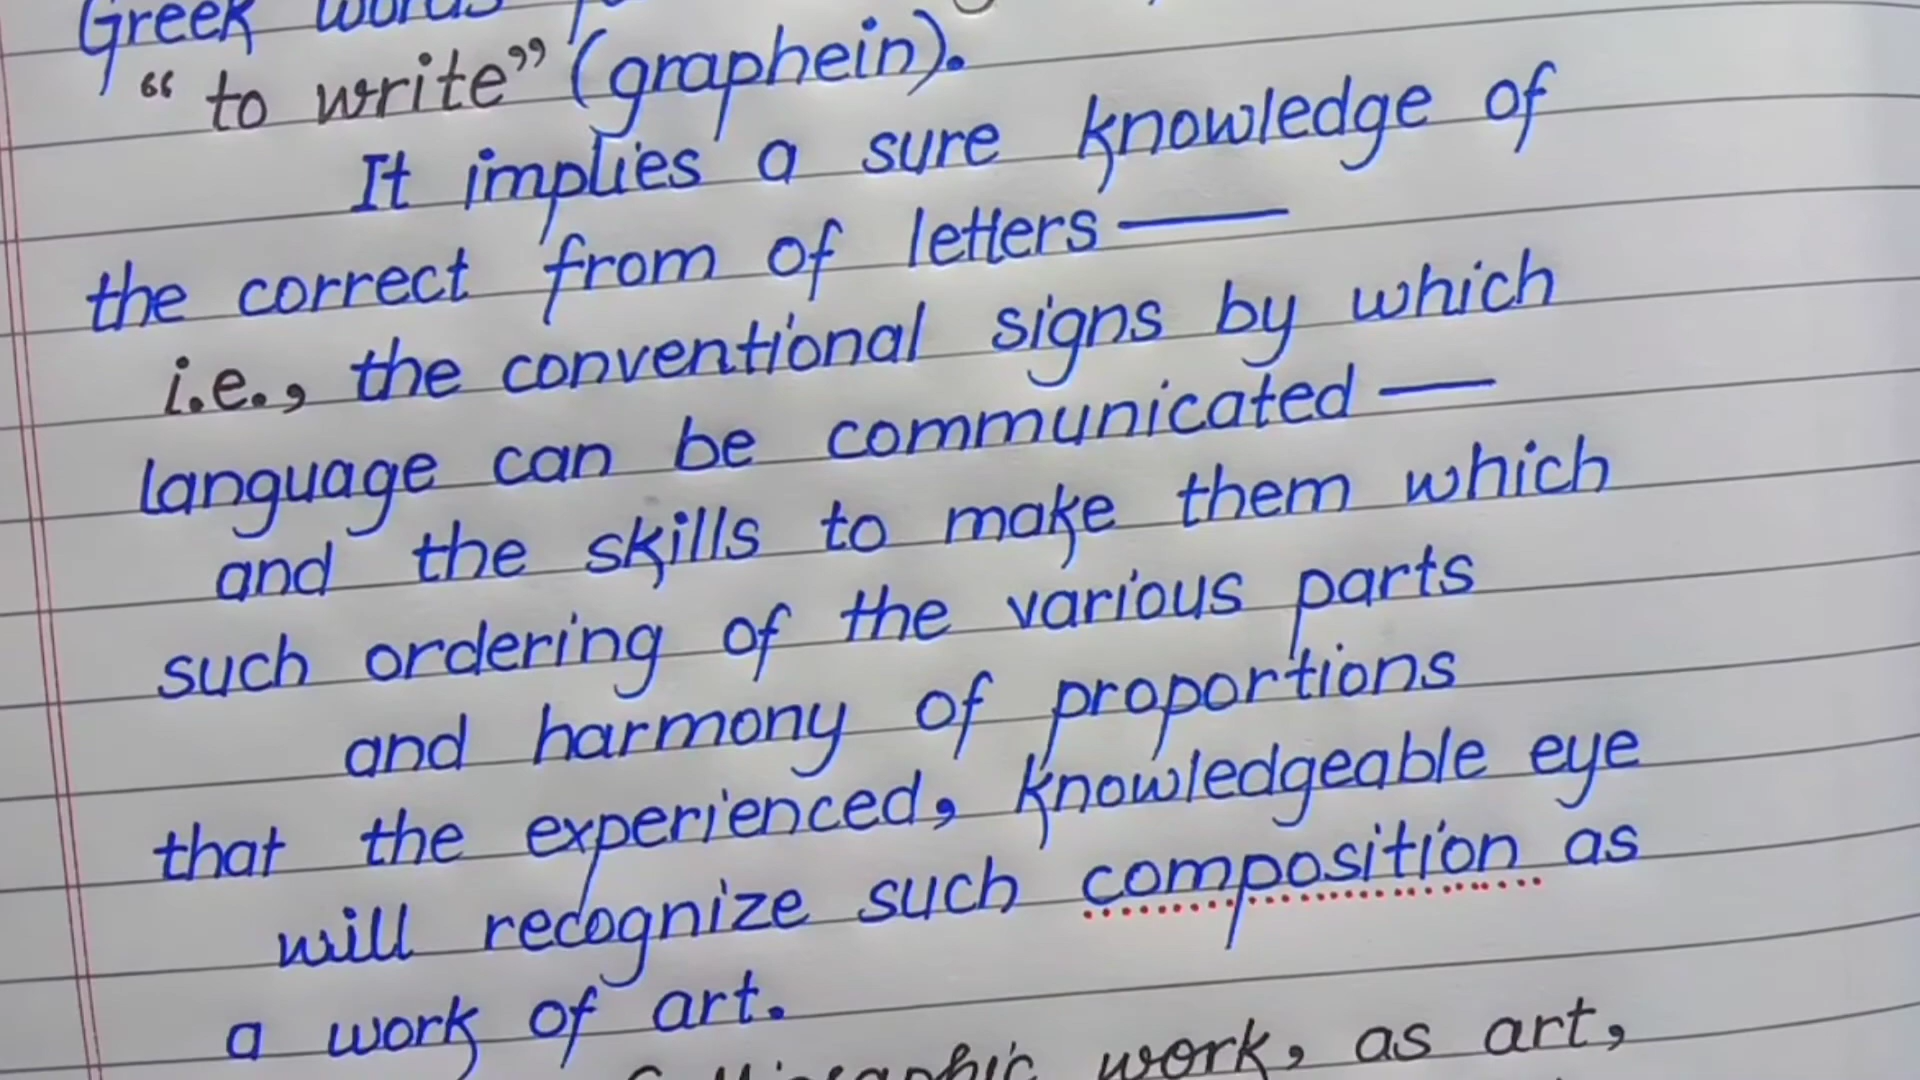 Greek words
“ to write” (graphein).
It implies a sure knowledge of
the correct from of letters —
i.e., the conventional signs by which
language can be communicated —
and the skills to make them which
such ordering of the various parts
and harmony of proportions
that the experienced, knowledgeable eye
will recognize such composition as
a work of art.
work, as art,